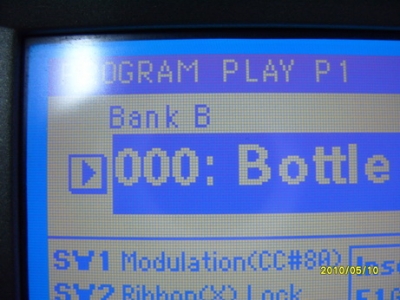 PROGRAM PLAY P1
Bank B
000: Bottle
SW1 Modulation(CC#80)
SW2 Ribbon(X) Lock
2010/05/10